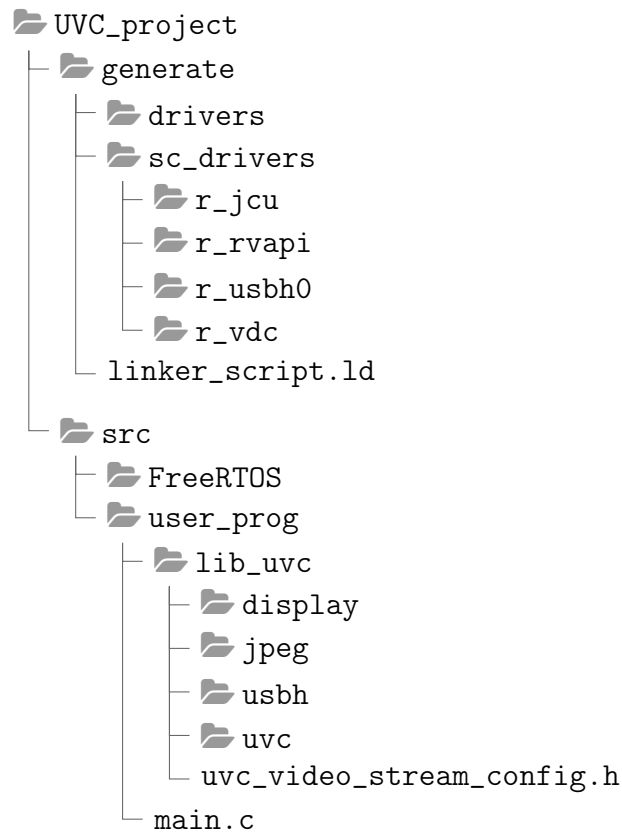 UVC_project
generate
drivers
sc_drivers
r_jcu
r_rvapi
r_usbh0
r_vdc
linker_script.ld
src
FreeRTOS
user_prog
lib_uvc
display
jpeg
usbh
uvc
uvc_video_stream_config.h
main.c